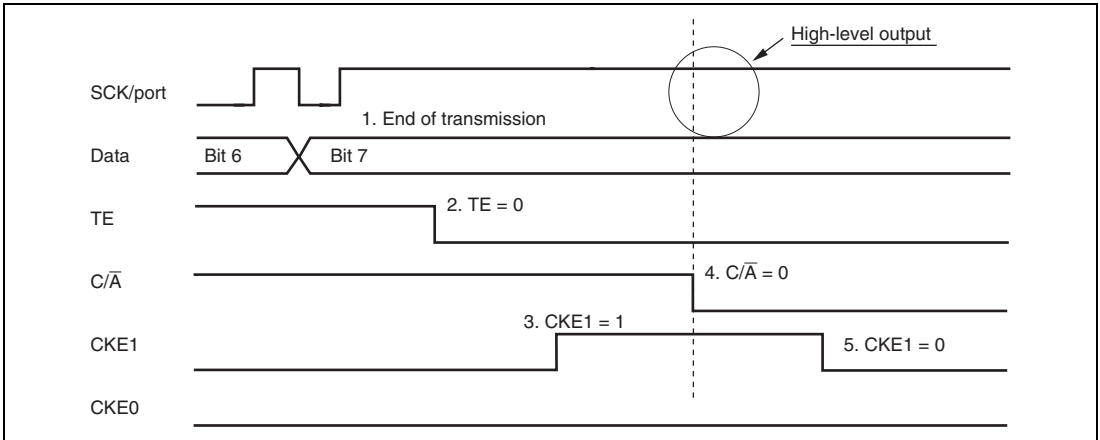 High-level output
SCK/port
1. End of transmission
Data
Bit 6
Bit 7
TE
2. TE = 0
C/A̅
4. C/A̅ = 0
3. CKE1 = 1
CKE1
5. CKE1 = 0
CKE0